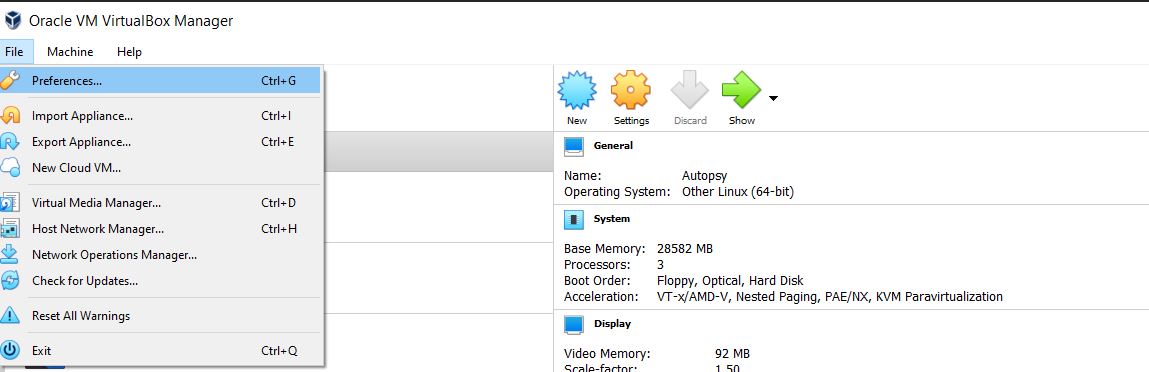 Oracle VM VirtualBox Manager
File Machine Help
Preferences... Ctrl+G
Import Appliance... Ctrl+I
Export Appliance... Ctrl+E
New Cloud VM...
Virtual Media Manager... Ctrl+D
Host Network Manager... Ctrl+H
Network Operations Manager...
Check for Updates...
Reset All Warnings
Exit Ctrl+Q
New Settings Discard Show
General
Name: Autopsy
Operating System: Other Linux (64-bit)
System
Base Memory: 28582 MB
Processors: 3
Boot Order: Floppy, Optical, Hard Disk
Acceleration: VT-x/AMD-V, Nested Paging, PAE/NX, KVM Paravirtualization
Display
Video Memory: 92 MB
Scale-factor: 1.50